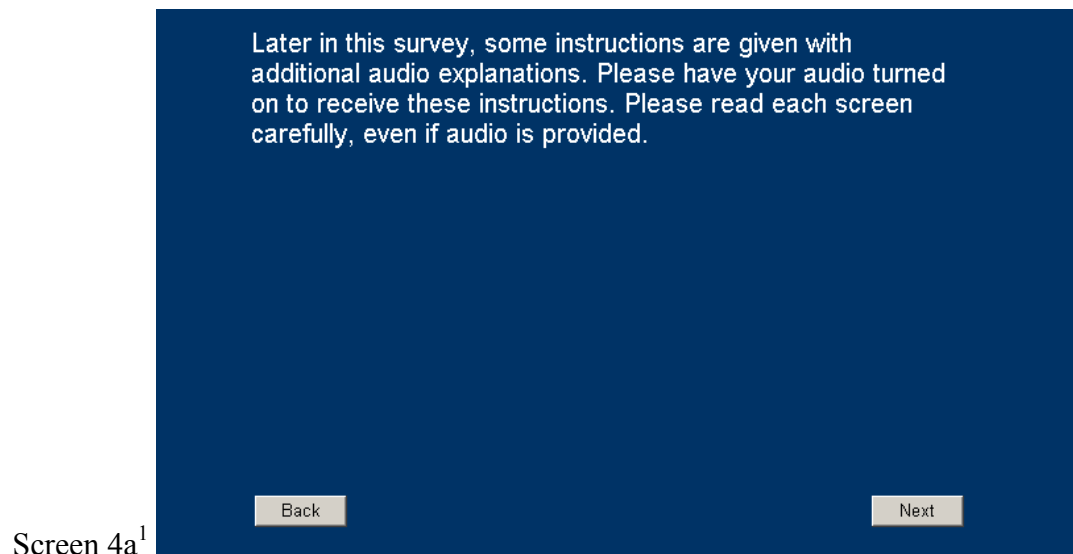 Later in this survey, some instructions are given with
additional audio explanations. Please have your audio turned
on to receive these instructions. Please read each screen
carefully, even if audio is provided.
Back
Next
Screen 4a¹